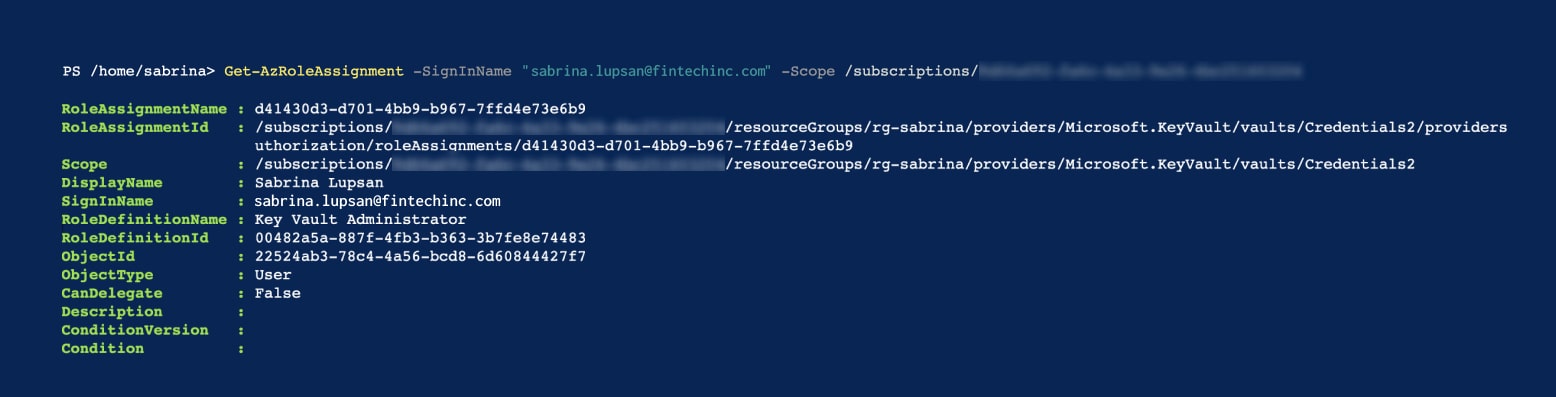 PS /home/sabrina> Get-AzRoleAssignment -SignInName "sabrina.lupsan@fintechinc.com" -Scope /subscriptions/
RoleAssignmentName : d41430d3-d701-4bb9-b967-7ffd4e73e6b9
RoleAssignmentId : /subscriptions/ /resourceGroups/rg-sabrina/providers/Microsoft.KeyVault/vaults/Credentials2/providers
uthorization/roleAssignments/d41430d3-d701-4bb9-b967-7ffd4e73e6b9
Scope : /subscriptions/ /resourceGroups/rg-sabrina/providers/Microsoft.KeyVault/vaults/Credentials2
DisplayName : Sabrina Lupsan
SignInName : sabrina.lupsan@fintechinc.com
RoleDefinitionName : Key Vault Administrator
RoleDefinitionId : 00482a5a-887f-4fb3-b363-3b7fe8e74483
ObjectId : 22524ab3-78c4-4a56-bcd8-6d60844427f7
ObjectType : User
CanDelegate : False
Description :
ConditionVersion :
Condition :